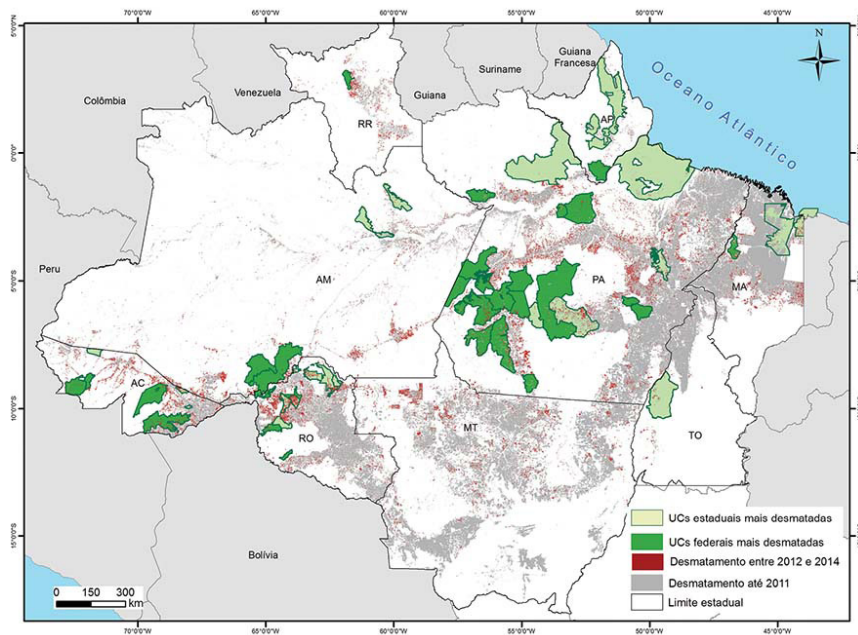 70°0'0"W 65°0'0"W 60°0'0"W 55°0'0"W 50°0'0"W 45°0'0"W
5°0'0"N
0°0'0"
5°0'0"S
10°0'0"S
15°0'0"S
N
Guiana
Francesa
Suriname
Venezuela
Guiana
Colômbia
Oceano Atlântico
RR
AP
Peru
AM
PA
MA
AC
RO
MT
TO
Bolívia
UCs estaduais mais desmatadas
UCs federais mais desmatadas
Desmatamento entre 2012 e 2014
Desmatamento até 2011
Limite estadual
0 150 300
km
70°0'0"W 65°0'0"W 60°0'0"W 55°0'0"W 50°0'0"W 45°0'0"W